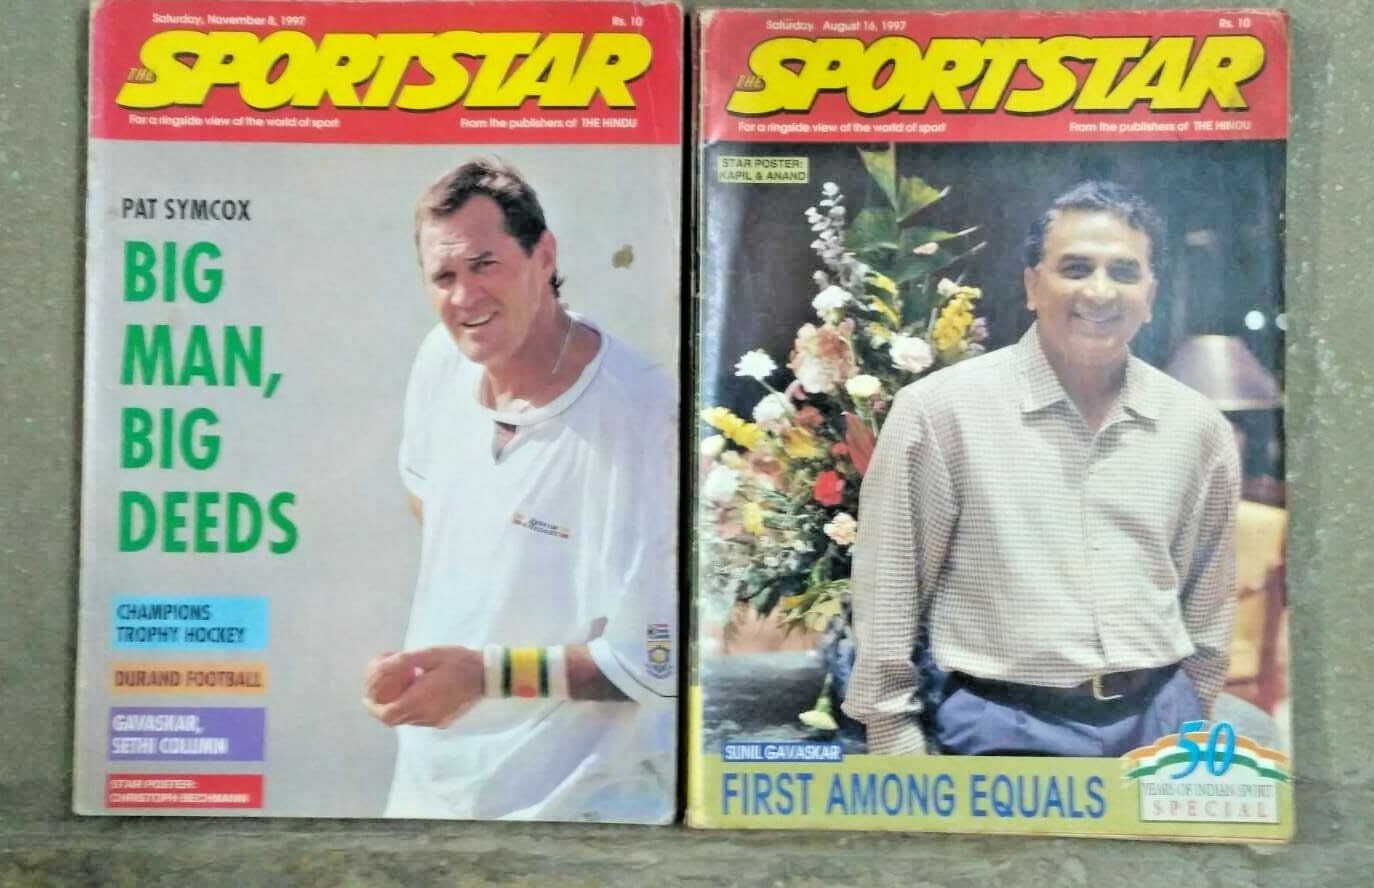 Saturday, November 8, 1997
Rs. 10
THE SPORTSTAR
For a ringside view of the world of sport
From the publishers of THE HINDU
PAT SYMCOX
BIG
MAN,
BIG
DEEDS
CHAMPIONS
TROPHY HOCKEY
DURAND FOOTBALL
GAVASKAR,
SETHI COLUMN
STAR POSTER:
CHRISTOPH BECHMANN
Saturday, August 16, 1997
Rs. 10
THE SPORTSTAR
For a ringside view of the world of sport
From the publishers of THE HINDU
STAR POSTER:
KAPIL & ANAND
SUNIL GAVASKAR
FIRST AMONG EQUALS
50
YEARS OF INDIAN SPORT
SPECIAL